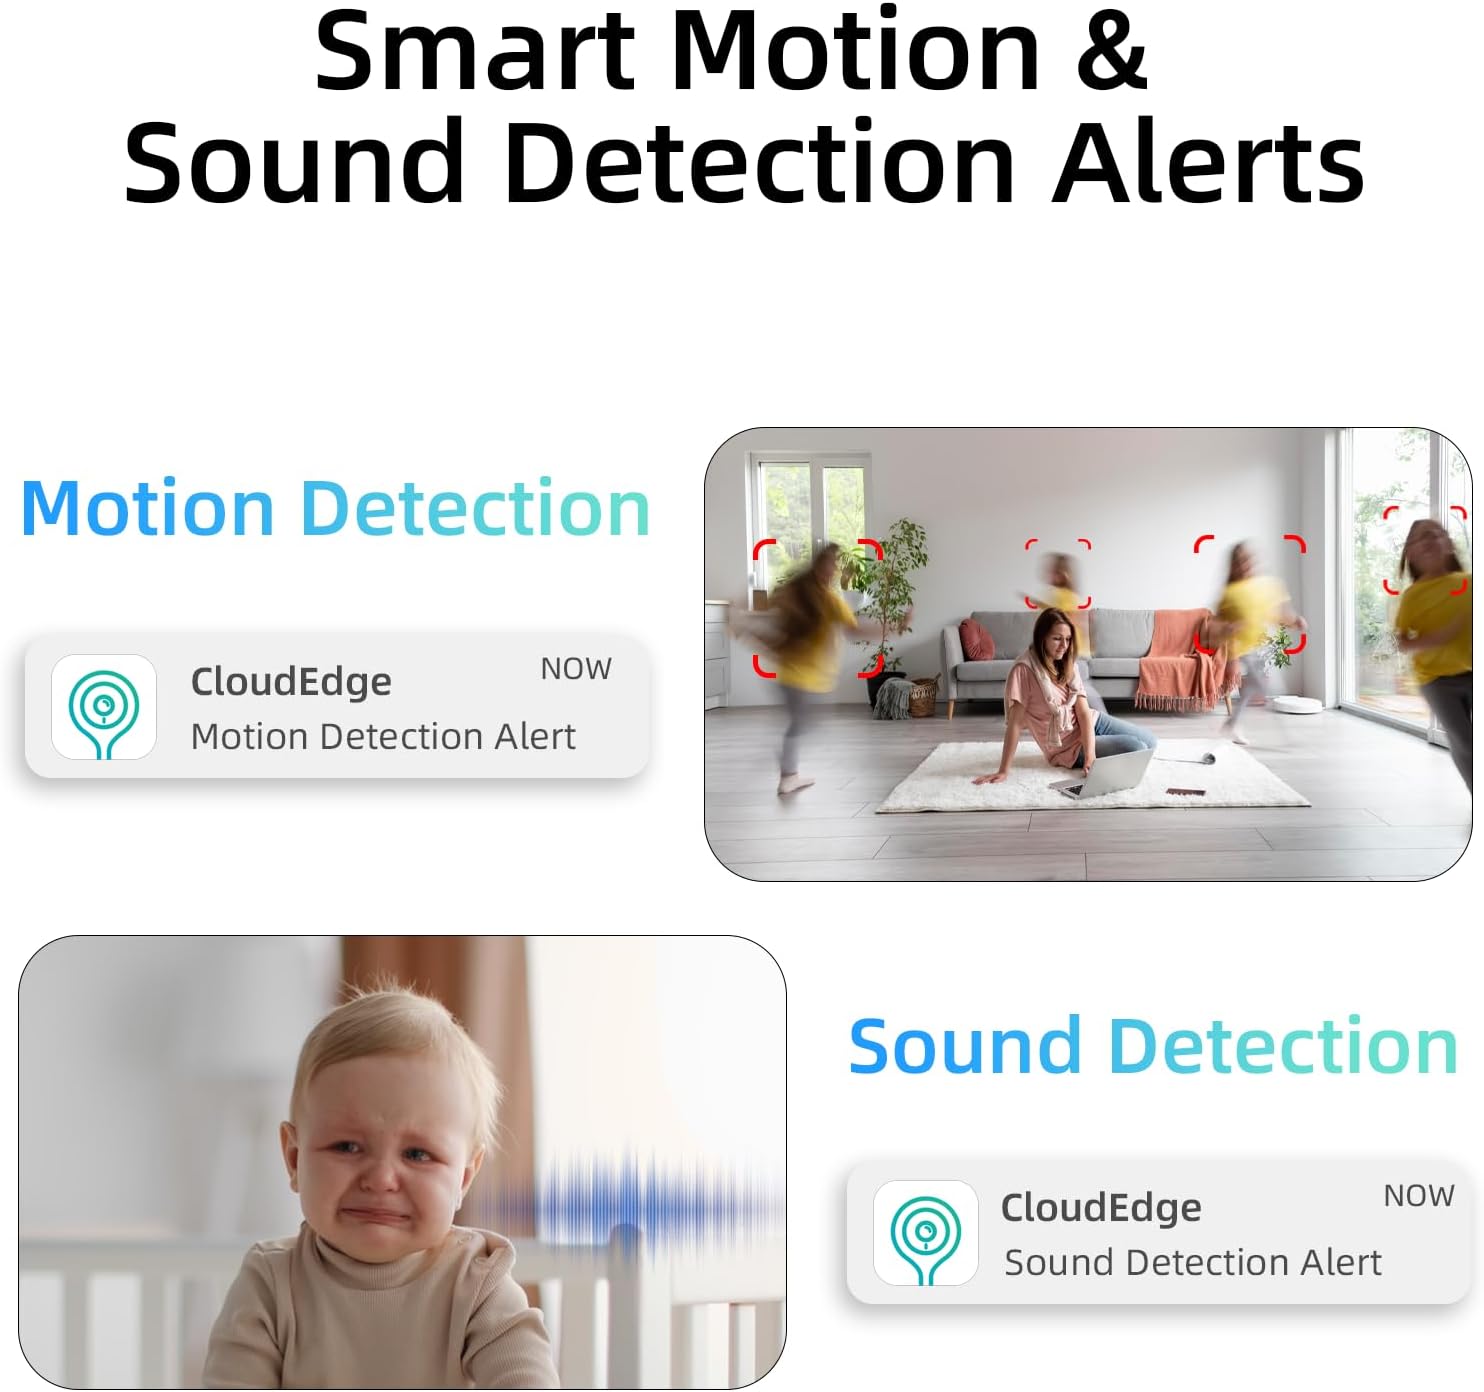 Smart Motion &
Sound Detection Alerts
Motion Detection
CloudEdge
NOW
Motion Detection Alert
Sound Detection
CloudEdge
NOW
Sound Detection Alert